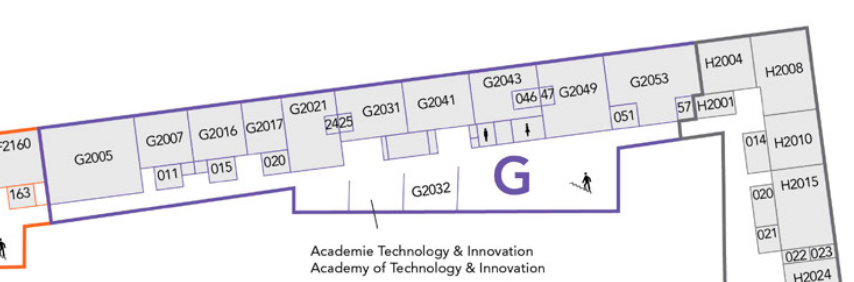 F2160
163
G2005
G2007
011
G2016
015
G2017
020
G2021
2425
G2031
G2041
G2032
G2043
046
47
G2049
G2053
051
57
G
Academie Technology & Innovation
Academy of Technology & Innovation
H2004
H2008
H2001
014
H2010
020
H2015
021
022
023
H2024